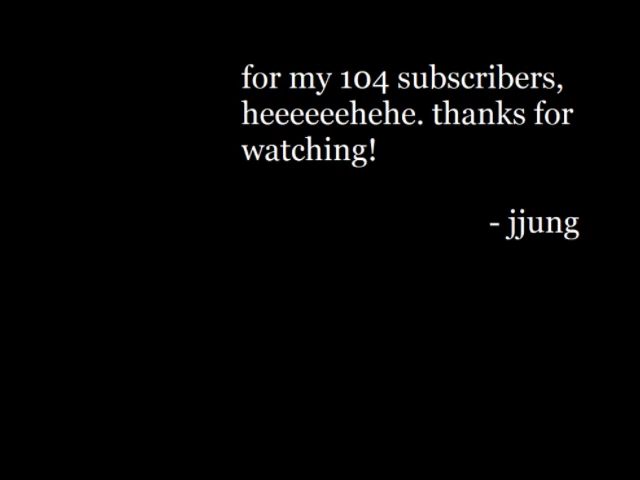 for my 104 subscribers,
heeeeeehehe. thanks for
watching!
- jjung